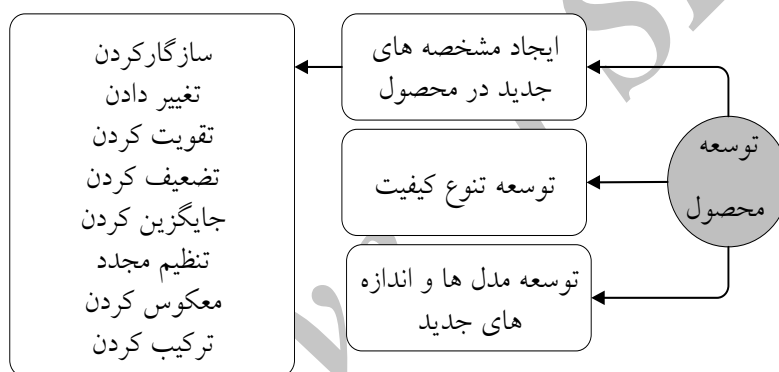 توسعه
محصول
ایجاد مشخصه های
جدید در محصول
توسعه تنوع کیفیت
توسعه مدل ها و اندازه
های جدید
سازگارکردن
تغییر دادن
تقویت کردن
تضعیف کردن
جایگزین کردن
تنظیم مجدد
معکوس کردن
ترکیب کردن